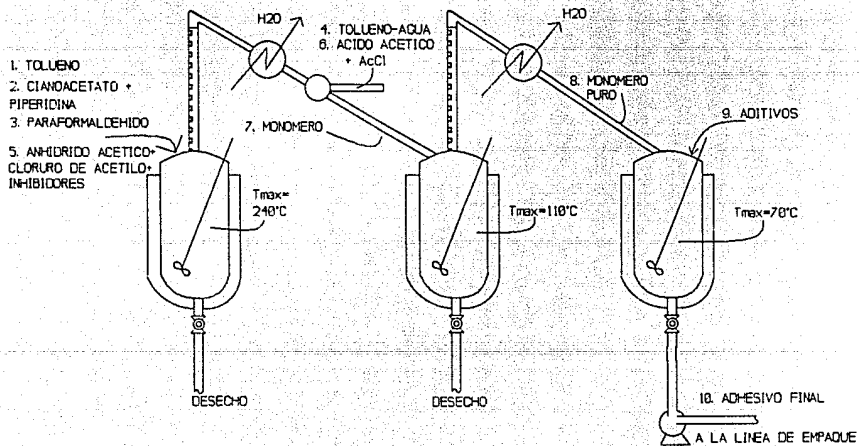 H2O
1. TOLUENO
2. CIANOACETATO +
PIPERIDINA
3. PARAFORMALDEHIDO
5. ANHIDRIDO ACETICO+
CLORURO DE ACETILO+
INHIBIDORES
4. TOLUENO-AGUA
6. ACIDO ACETICO
+ AcCl
7. MONOMERO
H2O
8. MONOMERO
PURO
9. ADITIVOS
Tmax=
240°C
Tmax=110°C
Tmax=70°C
DESECHO
DESECHO
10. ADHESIVO FINAL
A LA LINEA DE EMPAQUE